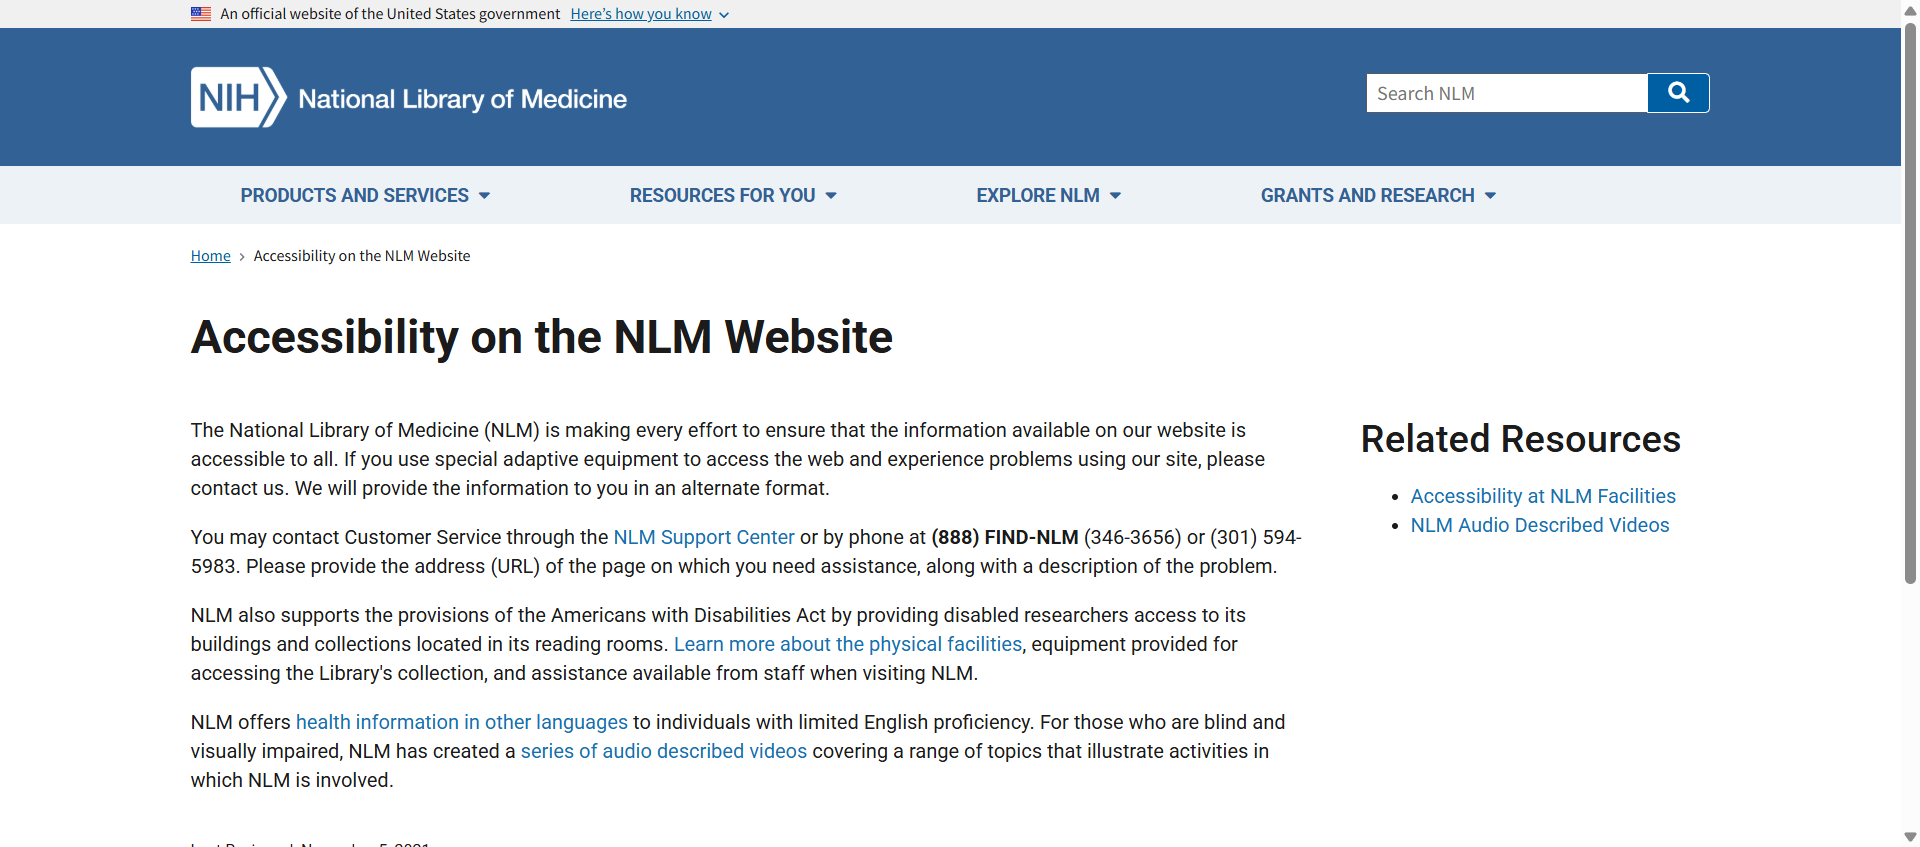 An official website of the United States government Here's how you know
NIH National Library of Medicine
Search NLM
PRODUCTS AND SERVICES RESOURCES FOR YOU EXPLORE NLM GRANTS AND RESEARCH
Home › Accessibility on the NLM Website
Accessibility on the NLM Website
The National Library of Medicine (NLM) is making every effort to ensure that the information available on our website is
accessible to all. If you use special adaptive equipment to access the web and experience problems using our site, please
contact us. We will provide the information to you in an alternate format.
You may contact Customer Service through the NLM Support Center or by phone at (888) FIND-NLM (346-3656) or (301) 594-
5983. Please provide the address (URL) of the page on which you need assistance, along with a description of the problem.
NLM also supports the provisions of the Americans with Disabilities Act by providing disabled researchers access to its
buildings and collections located in its reading rooms. Learn more about the physical facilities, equipment provided for
accessing the Library's collection, and assistance available from staff when visiting NLM.
NLM offers health information in other languages to individuals with limited English proficiency. For those who are blind and
visually impaired, NLM has created a series of audio described videos covering a range of topics that illustrate activities in
which NLM is involved.
Related Resources
Accessibility at NLM Facilities
NLM Audio Described Videos